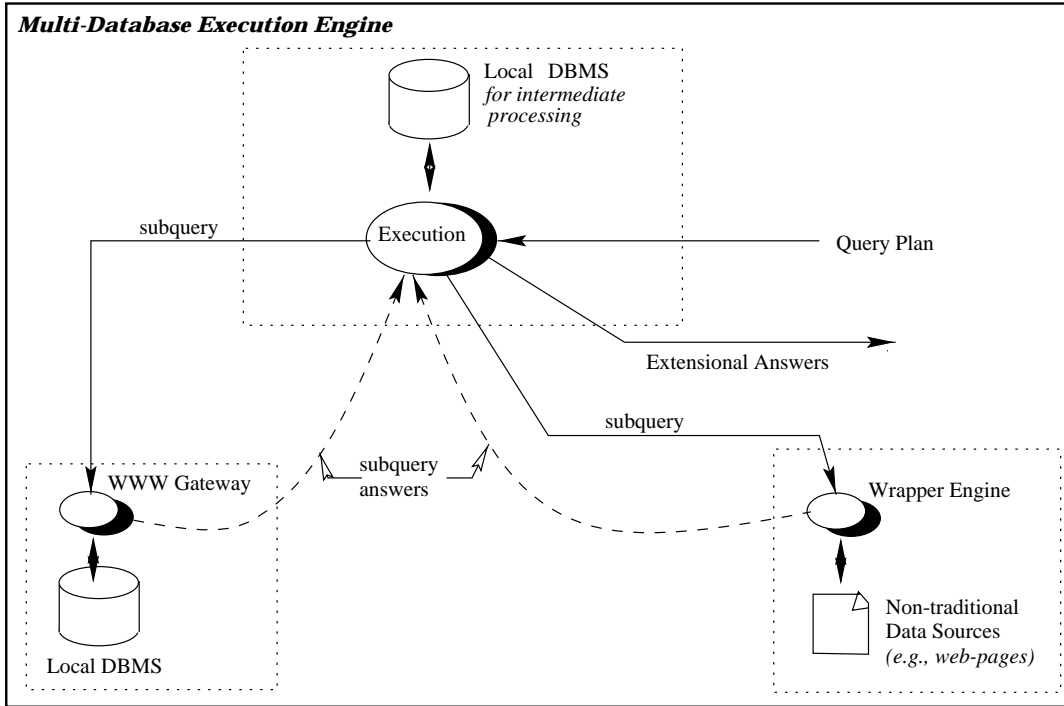 Multi-Database Execution Engine
Local DBMS
for intermediate
processing
subquery
Execution
Query Plan
Extensional Answers
subquery
WWW Gateway
subquery
answers
Wrapper Engine
Local DBMS
Non-traditional
Data Sources
(e.g., web-pages)